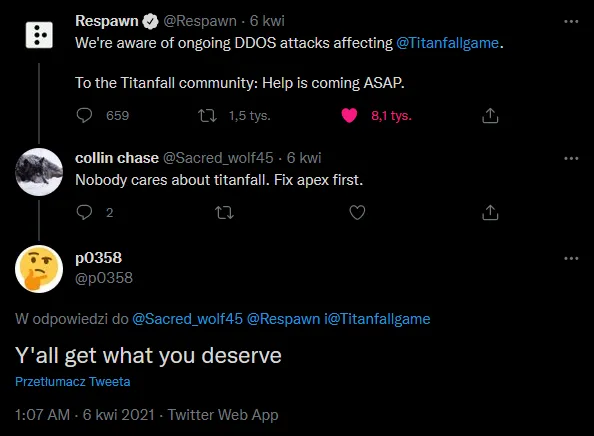 Respawn @Respawn · 6 kwi
We're aware of ongoing DDOS attacks affecting @Titanfallgame.
To the Titanfall community: Help is coming ASAP.
659 1,5 tys. 8,1 tys.
collin chase @Sacred_wolf45 · 6 kwi
Nobody cares about titanfall. Fix apex first.
2
p0358
@p0358
W odpowiedzi do @Sacred_wolf45 @Respawn i@Titanfallgame
Y'all get what you deserve
Przetłumacz Tweeta
1:07 AM · 6 kwi 2021 · Twitter Web App